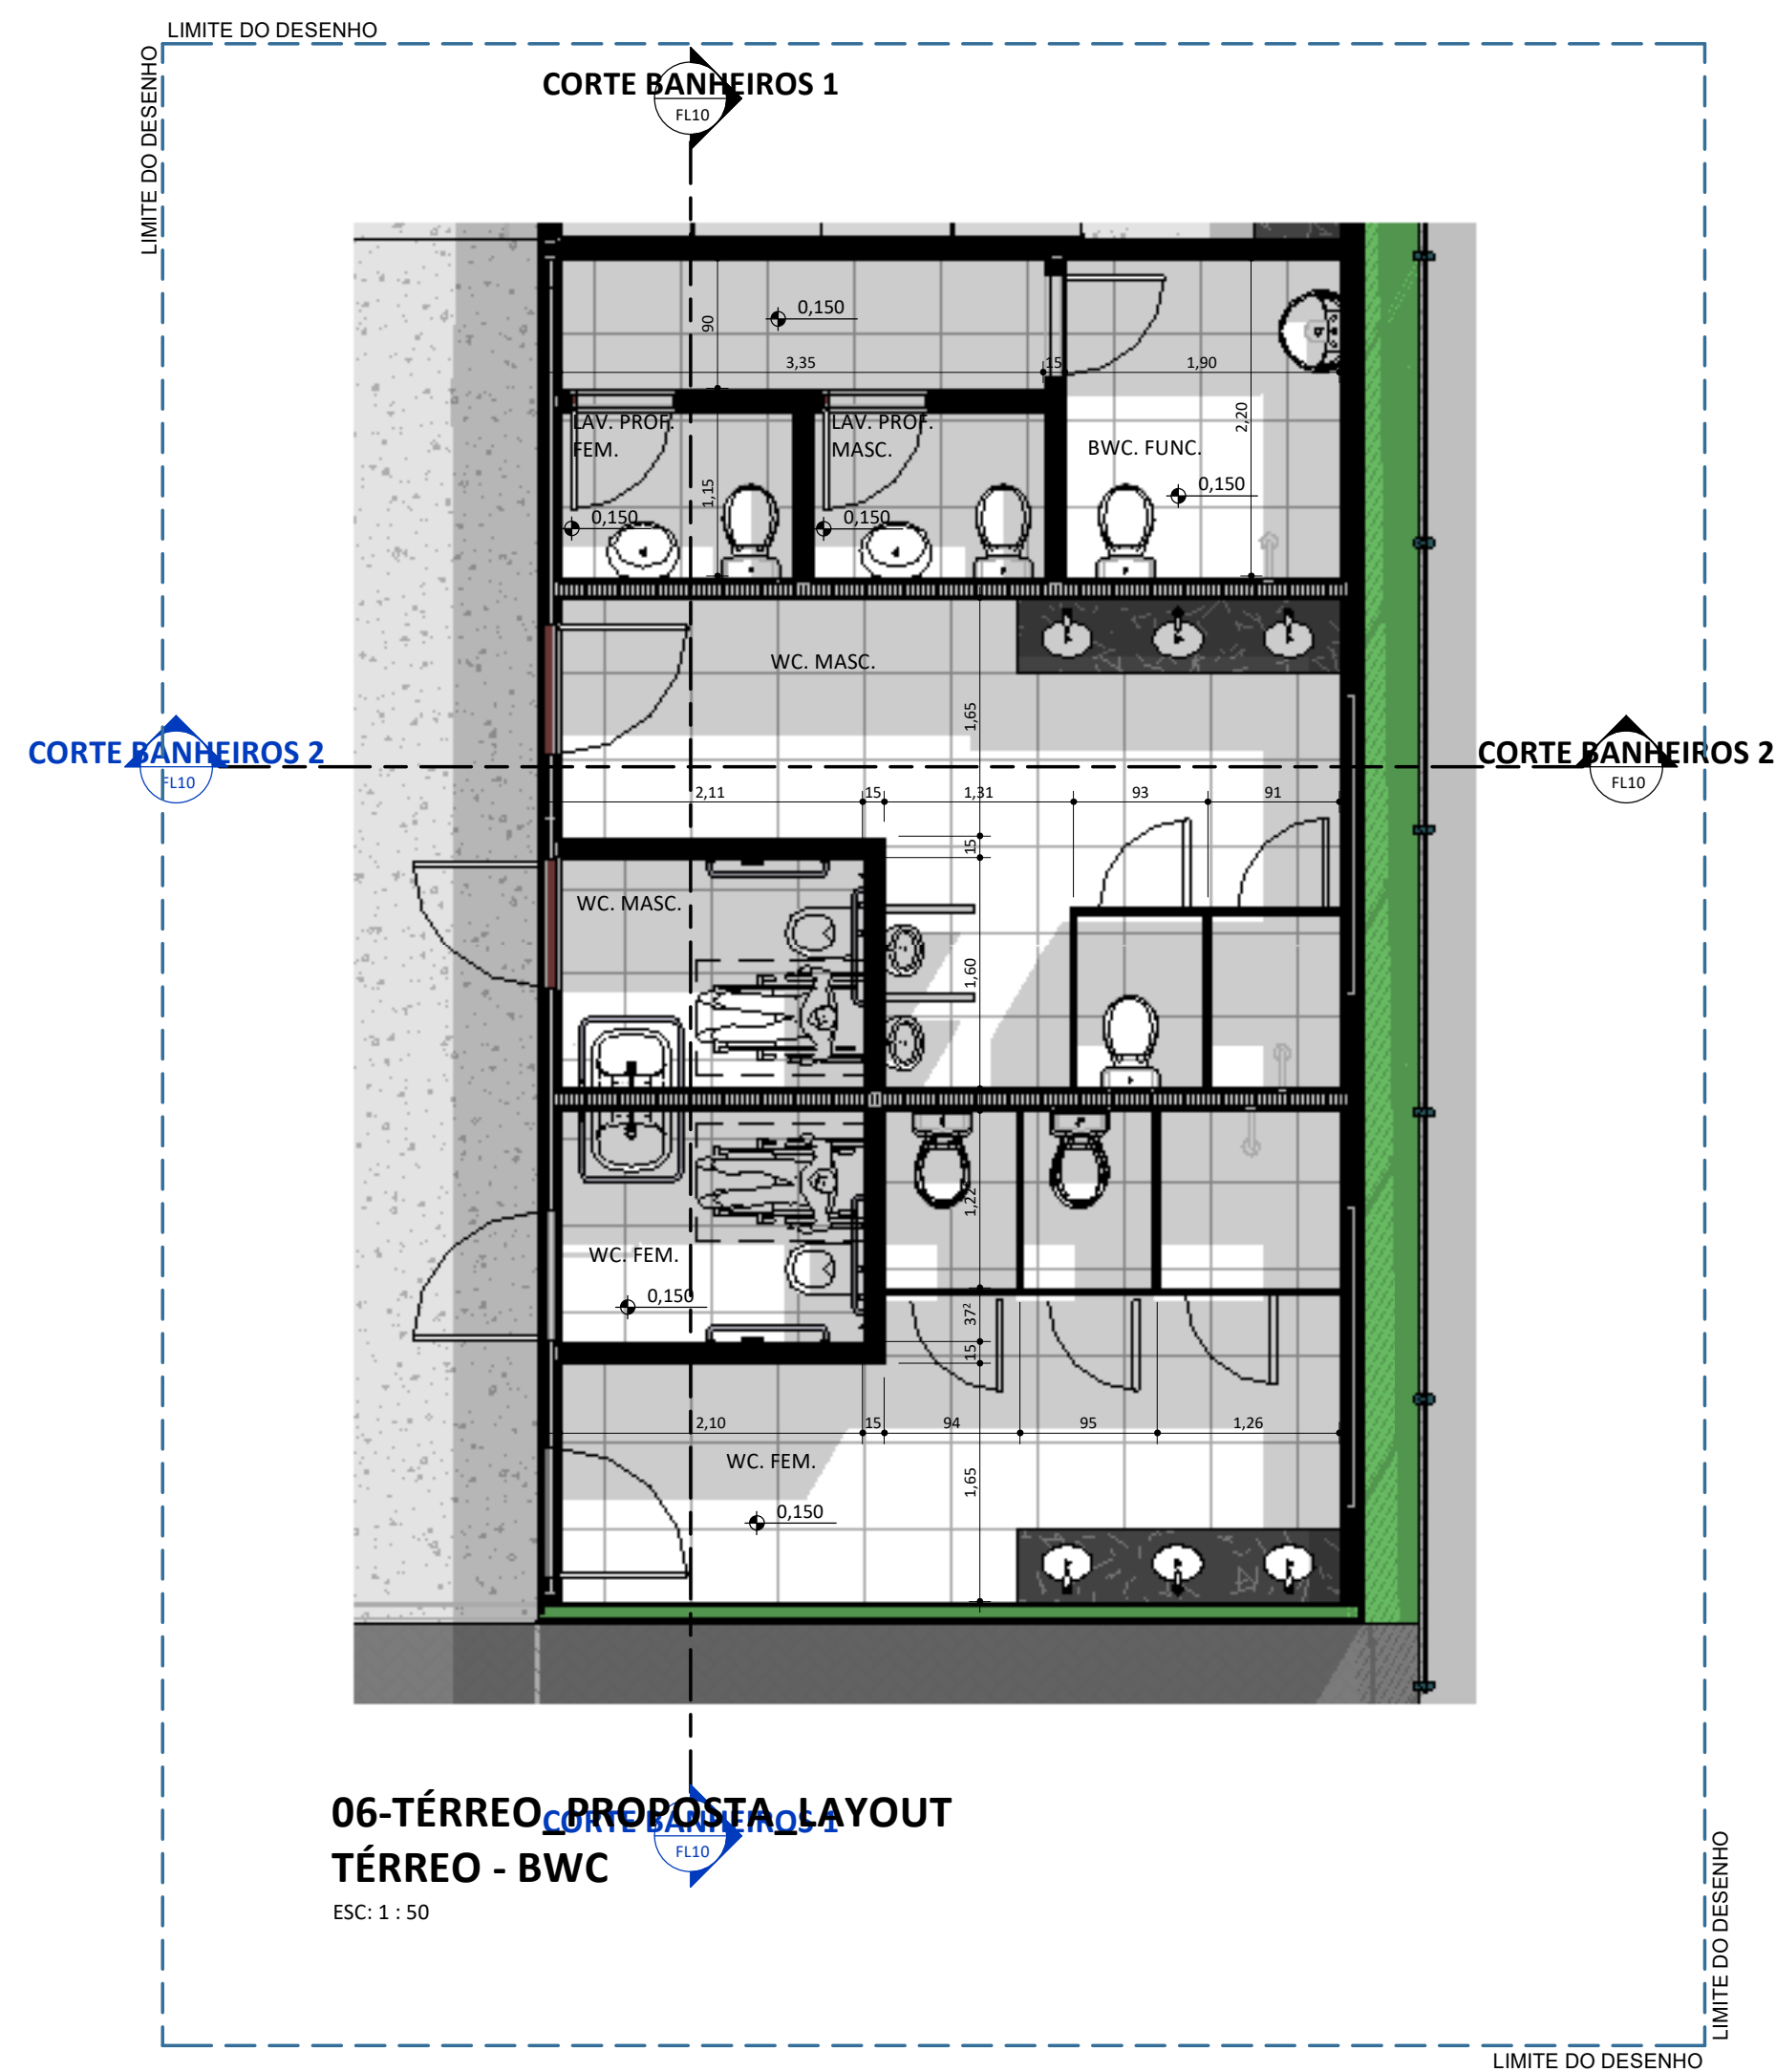 LIMITE DO DESENHO
LIMITE DO DESENHO
CORTE BANHEIROS 1
FL10
0,150
90
3,35
15
1,90
2,20
LAV. PROF.
FEM.
LAV. PROF.
MASC.
BWC. FUNC.
0,150
1,15
0,150
0,150
WC. MASC.
1,65
CORTE BANHEIROS 2
FL10
CORTE BANHEIROS 2
FL10
2,11
15
1,31
93
91
15
WC. MASC.
1,60
1,22
WC. FEM.
0,150
37²
15
2,10
15
94
95
1,26
WC. FEM.
1,65
0,150
06-TÉRREO_PROPOSTA_LAYOUT
CORTE BANHEIROS 1
FL10
TÉRREO - BWC
ESC: 1 : 50
LIMITE DO DESENHO
LIMITE DO DESENHO